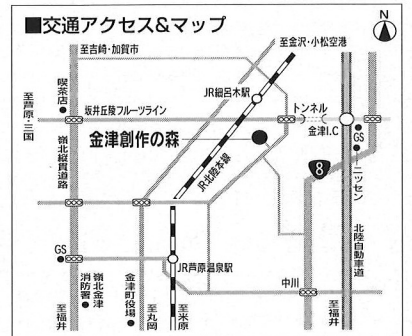 ■交通アクセス&マップ
N
至吉崎・加賀市
至金沢・小松空港
喫茶店
JR細呂木駅
トンネル
至芦原・三国
坂井丘陵フルーツライン
金津I.C
GS
金津創作の森
8
ニッセン
嶺北縦貫道路
JR北陸本線
北陸自動車道
GS
JR芦原温泉駅
中川
嶺北金津消防署
金津町役場
至福井
至丸岡
至米原
至福井